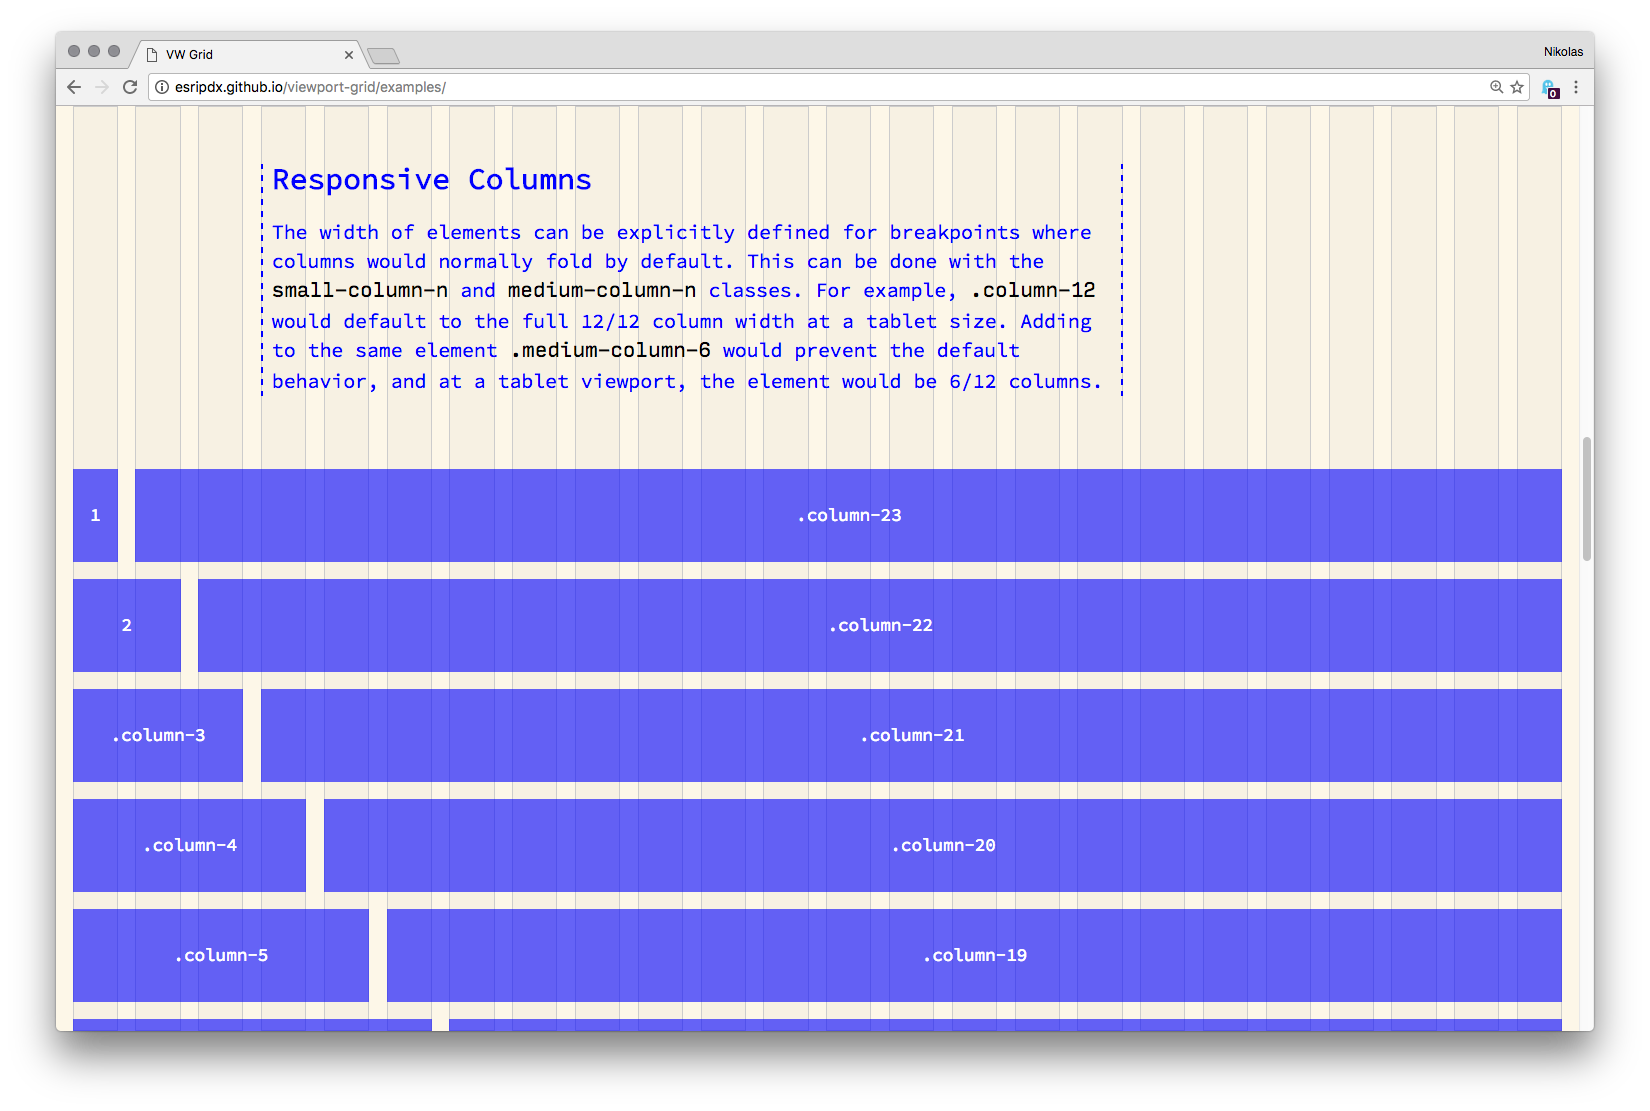 VW Grid
Nikolas
esripdx.github.io/viewport-grid/examples/
0
Responsive Columns
The width of elements can be explicitly defined for breakpoints where
columns would normally fold by default. This can be done with the
small-column-n and medium-column-n classes. For example, .column-12
would default to the full 12/12 column width at a tablet size. Adding
to the same element .medium-column-6 would prevent the default
behavior, and at a tablet viewport, the element would be 6/12 columns.
1 .column-23
2 .column-22
.column-3 .column-21
.column-4 .column-20
.column-5 .column-19